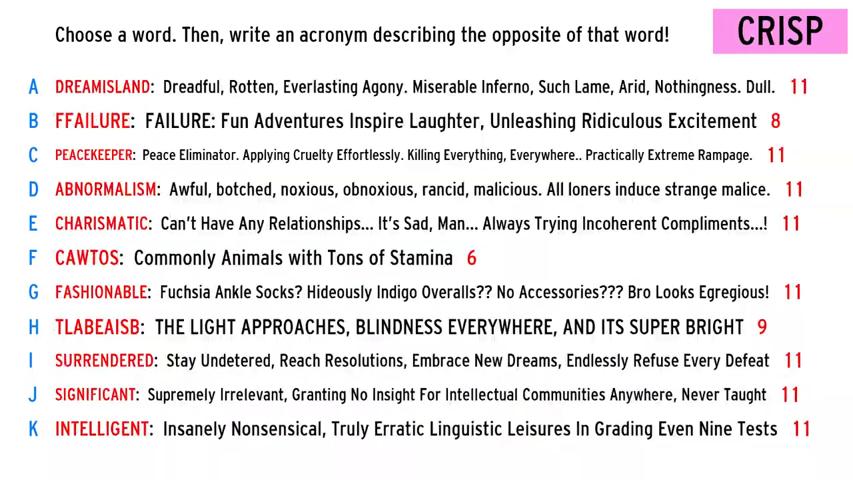 Choose a word. Then, write an acronym describing the opposite of that word!
CRISP
A DREAMISLAND: Dreadful, Rotten, Everlasting Agony. Miserable Inferno, Such Lame, Arid, Nothingness. Dull. 11
B FFAILURE: FAILURE: Fun Adventures Inspire Laughter, Unleashing Ridiculous Excitement 8
C PEACEKEEPER: Peace Eliminator. Applying Cruelty Effortlessly. Killing Everything, Everywhere.. Practically Extreme Rampage. 11
D ABNORMALISM: Awful, botched, noxious, obnoxious, rancid, malicious. All loners induce strange malice. 11
E CHARISMATIC: Can't Have Any Relationships... It's Sad, Man... Always Trying Incoherent Compliments...! 11
F CAWTOS: Commonly Animals with Tons of Stamina 6
G FASHIONABLE: Fuchsia Ankle Socks? Hideously Indigo Overalls?? No Accessories??? Bro Looks Egregious! 11
H TLABEAISB: THE LIGHT APPROACHES, BLINDNESS EVERYWHERE, AND ITS SUPER BRIGHT 9
I SURRENDERED: Stay Undetered, Reach Resolutions, Embrace New Dreams, Endlessly Refuse Every Defeat 11
J SIGNIFICANT: Supremely Irrelevant, Granting No Insight For Intellectual Communities Anywhere, Never Taught 11
K INTELLIGENT: Insanely Nonsensical, Truly Erratic Linguistic Leisures In Grading Even Nine Tests 11